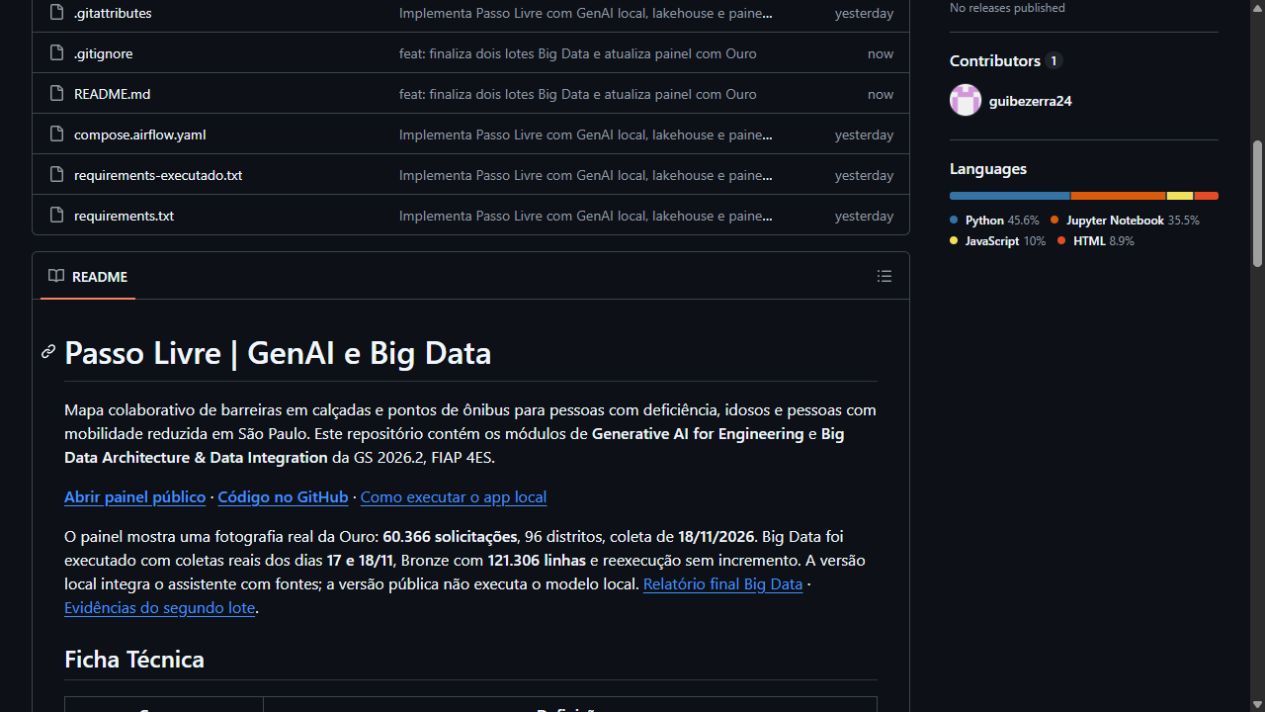 .gitattributes Implementa Passo Livre com GenAI local, lakehouse e paine... yesterday
.gitignore feat: finaliza dois lotes Big Data e atualiza painel com Ouro now
README.md feat: finaliza dois lotes Big Data e atualiza painel com Ouro now
compose.airflow.yaml Implementa Passo Livre com GenAI local, lakehouse e paine... yesterday
requirements-executado.txt Implementa Passo Livre com GenAI local, lakehouse e paine... yesterday
requirements.txt Implementa Passo Livre com GenAI local, lakehouse e paine... yesterday
README
Passo Livre | GenAI e Big Data
Mapa colaborativo de barreiras em calçadas e pontos de ônibus para pessoas com deficiência, idosos e pessoas com
mobilidade reduzida em São Paulo. Este repositório contém os módulos de Generative AI for Engineering e Big
Data Architecture & Data Integration da GS 2026.2, FIAP 4ES.
Abrir painel público · Código no GitHub · Como executar o app local
O painel mostra uma fotografia real da Ouro: 60.366 solicitações, 96 distritos, coleta de 18/11/2026. Big Data foi
executado com coletas reais dos dias 17 e 18/11, Bronze com 121.306 linhas e reexecução sem incremento. A versão
local integra o assistente com fontes; a versão pública não executa o modelo local. Relatório final Big Data ·
Evidências do segundo lote.
Ficha Técnica
No releases published
Contributors 1
guibezerra24
Languages
Python 45.6% Jupyter Notebook 35.5%
JavaScript 10% HTML 8.9%